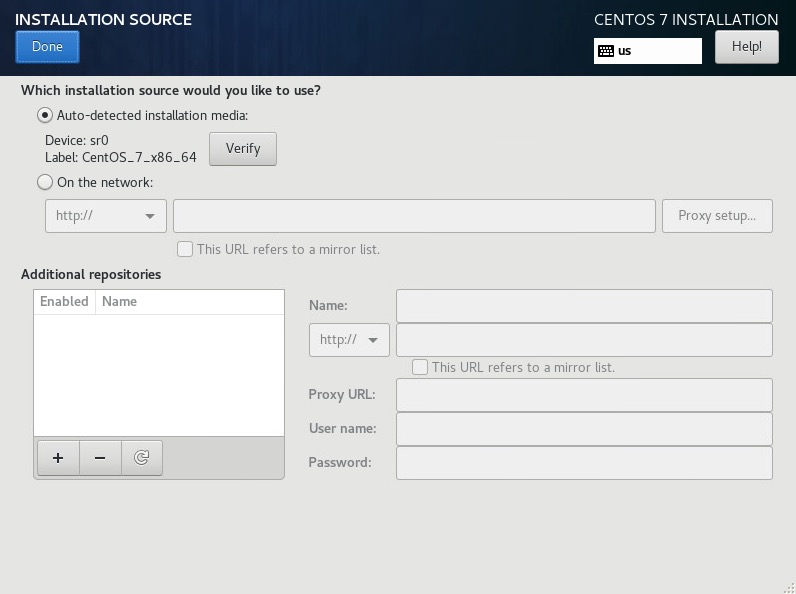 INSTALLATION SOURCE
CENTOS 7 INSTALLATION
Done
us
Help!
Which installation source would you like to use?
Auto-detected installation media:
Device: sr0
Label: CentOS_7_x86_64
Verify
On the network:
http://
Proxy setup...
This URL refers to a mirror list.
Additional repositories
Enabled Name
Name:
http://
This URL refers to a mirror list.
Proxy URL:
User name:
Password: